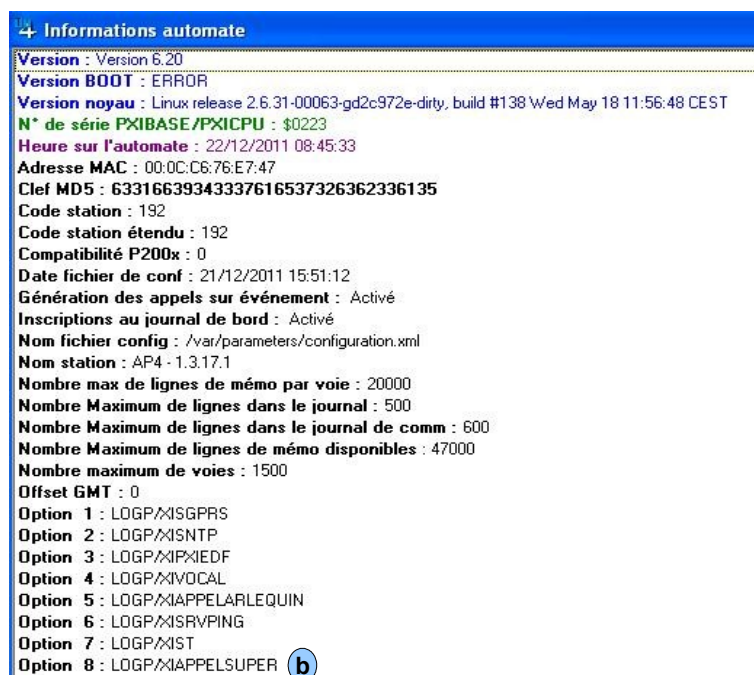 Informations automate
Version : Version 6.20
Version BOOT : ERROR
Version noyau : Linux release 2.6.31-00063-gd2c972e-dirty, build #138 Wed May 18 11:56:48 CEST
N° de série PXIBASE/PXICPU : $0223
Heure sur l'automate : 22/12/2011 08:45:33
Adresse MAC : 00:0C:C6:76:E7:47
Clef MD5 : 63316639343337616537326362336135
Code station : 192
Code station étendu : 192
Compatibilité P200x : 0
Date fichier de conf : 21/12/2011 15:51:12
Génération des appels sur événement : Activé
Inscriptions au journal de bord : Activé
Nom fichier config : /var/parameters/configuration.xml
Nom station : AP4 - 1.3.17.1
Nombre max de lignes de mémo par voie : 20000
Nombre Maximum de lignes dans le journal : 500
Nombre Maximum de lignes dans le journal de comm : 600
Nombre Maximum de lignes de mémo disponibles : 47000
Nombre maximum de voies : 1500
Offset GMT : 0
Option 1 : LOGP/XISGPRS
Option 2 : LOGP/XISNTP
Option 3 : LOGP/XIPXIEDF
Option 4 : LOGP/XIVOCAL
Option 5 : LOGP/XIAPPELARLEQUIN
Option 6 : LOGP/XISRVPING
Option 7 : LOGP/XIST
Option 8 : LOGP/XIAPPELSUPER b